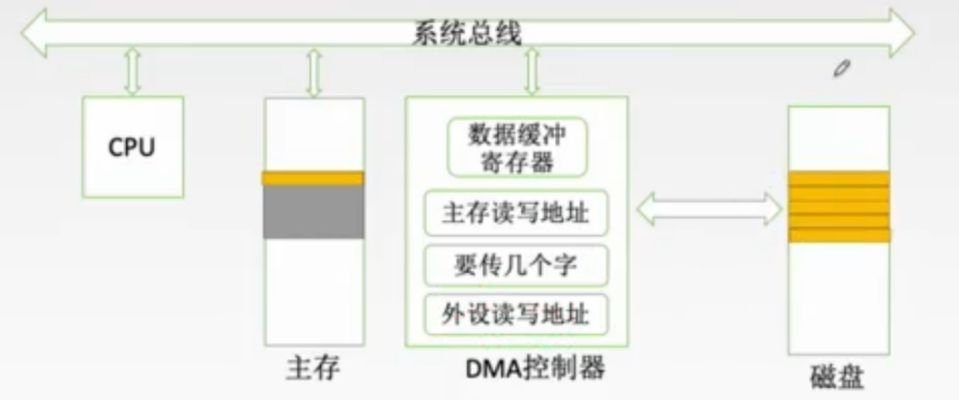 系统总线
CPU
数据缓冲
寄存器
主存读写地址
要传几个字
外设读写地址
主存
DMA控制器
磁盘